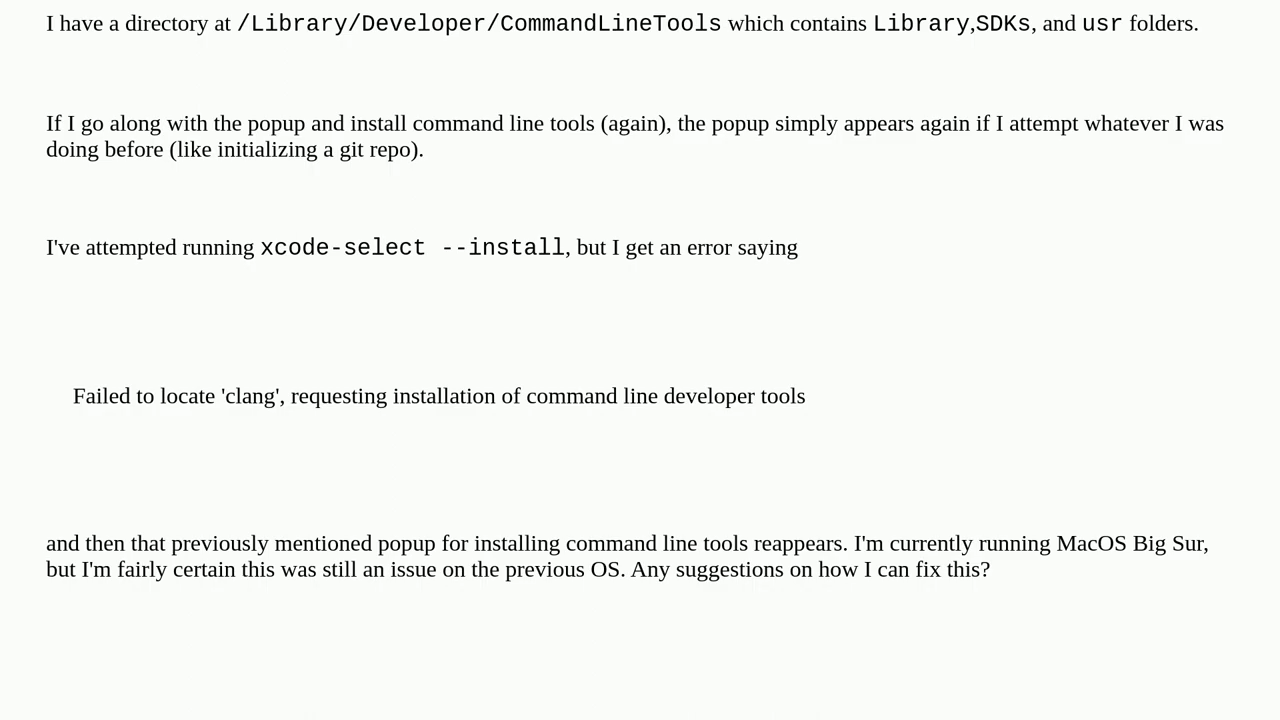 I have a directory at /Library/Developer/CommandLineTools which contains Library,SDKs, and usr folders.
If I go along with the popup and install command line tools (again), the popup simply appears again if I attempt whatever I was
doing before (like initializing a git repo).
I've attempted running xcode-select --install, but I get an error saying
Failed to locate 'clang', requesting installation of command line developer tools
and then that previously mentioned popup for installing command line tools reappears. I'm currently running MacOS Big Sur,
but I'm fairly certain this was still an issue on the previous OS. Any suggestions on how I can fix this?